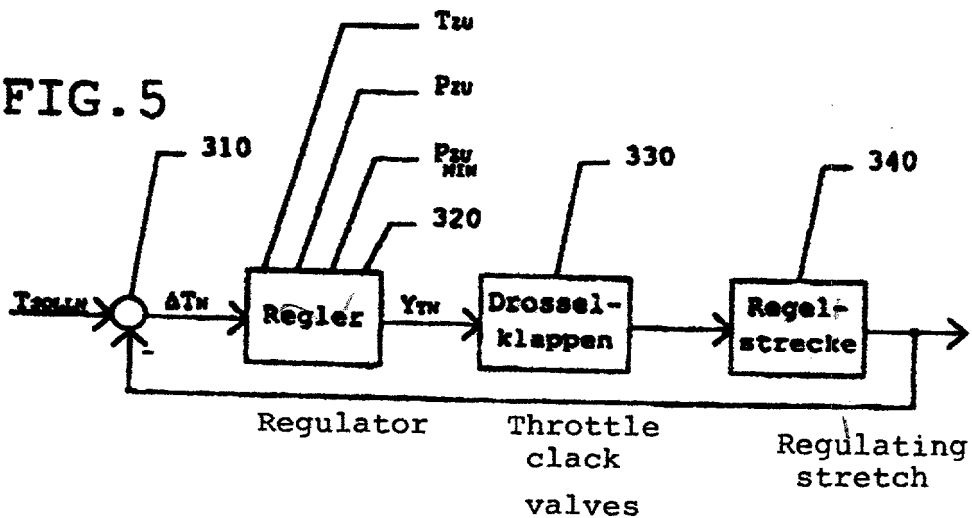 FIG.5
Tzu
Pzu
Pzu
MIN
310
320
330
340
TSOLLN
ΔTN
Regler
YTN
Drossel-
klappen
Regel-
strecke
-
Regulator
Throttle
clack
valves
Regulating
stretch